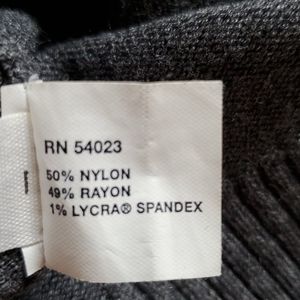 RN 54023
50% NYLON
49% RAYON
1% LYCRA® SPANDEX